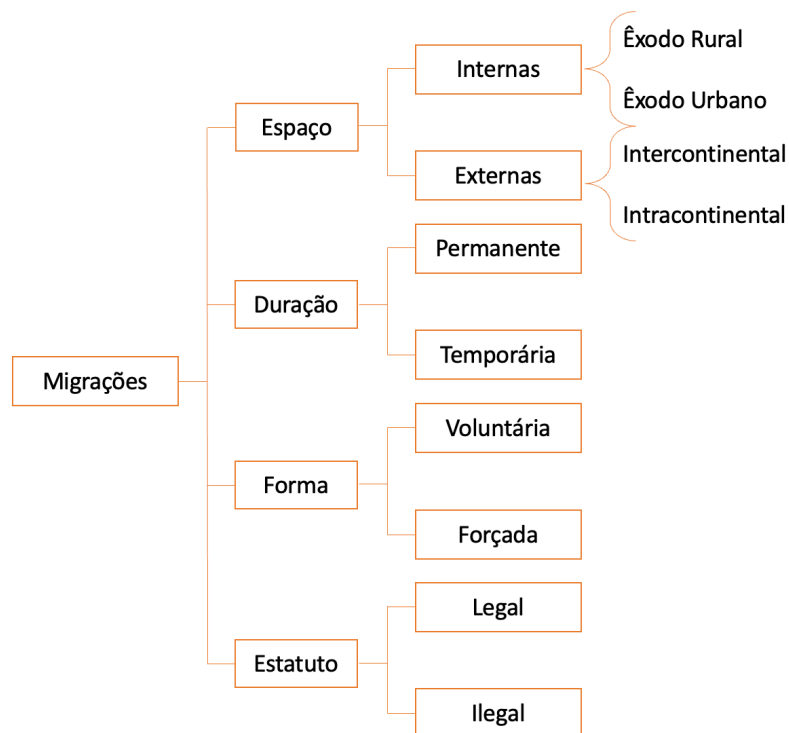 Migrações
Espaço
Internas
Êxodo Rural
Êxodo Urbano
Externas
Intercontinental
Intracontinental
Duração
Permanente
Temporária
Forma
Voluntária
Forçada
Estatuto
Legal
Ilegal